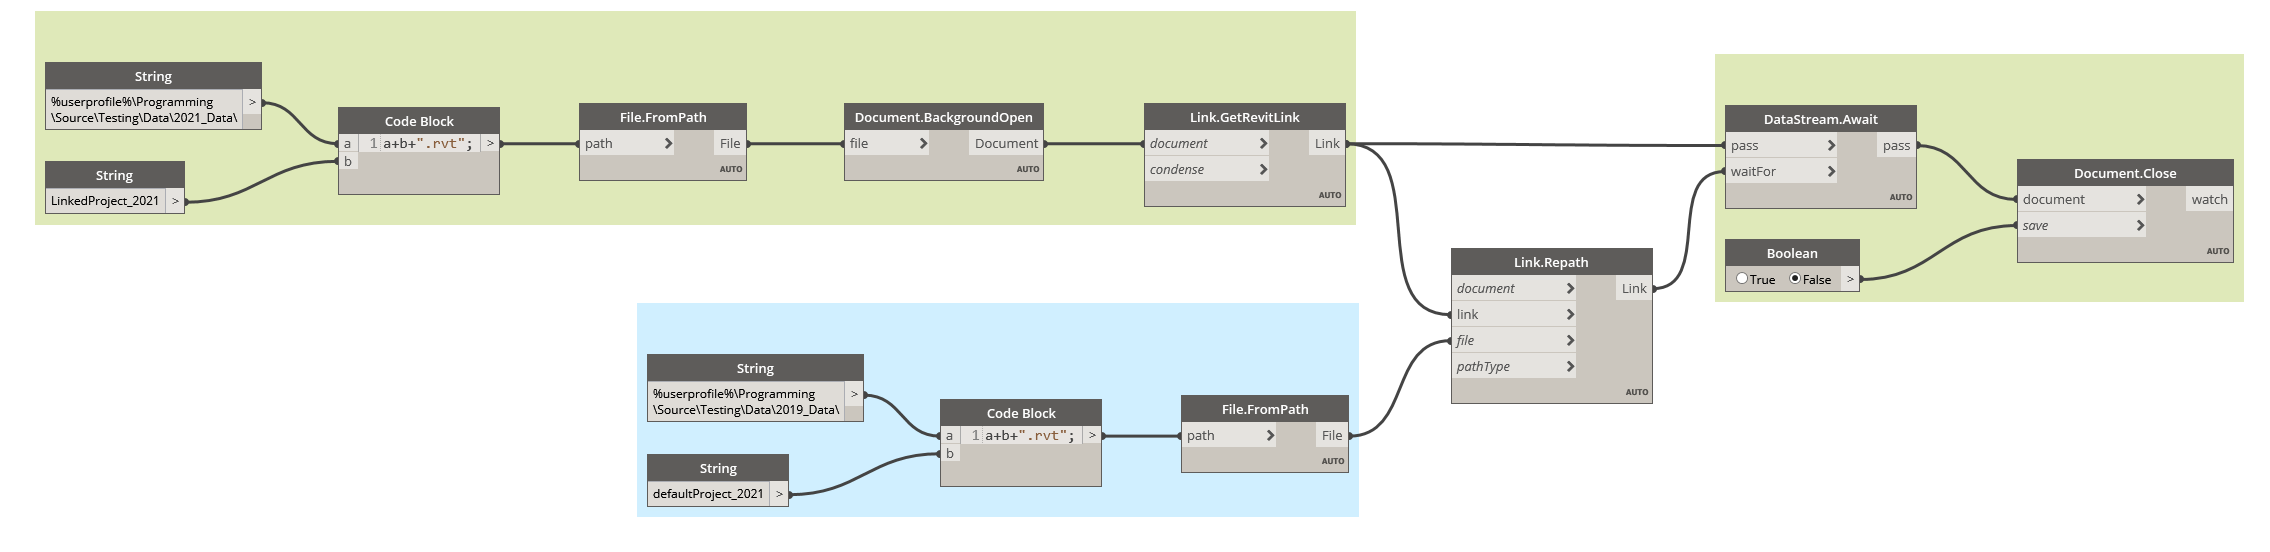 String
%userprofile%\Programming
\Source\Testing\Data\2021_Data\
>
String
LinkedProject_2021
>
Code Block
a
1
a+b+".rvt";
>
b
File.FromPath
path
File
AUTO
Document.BackgroundOpen
file
Document
AUTO
Link.GetRevitLink
document
Link
condense
AUTO
DataStream.Await
pass
pass
waitFor
AUTO
Boolean
True
False
>
Document.Close
document
watch
save
AUTO
Link.Repath
document
Link
link
file
pathType
AUTO
String
%userprofile%\Programming
\Source\Testing\Data\2019_Data\
>
String
defaultProject_2021
>
Code Block
a
1
a+b+".rvt";
>
b
File.FromPath
path
File
AUTO